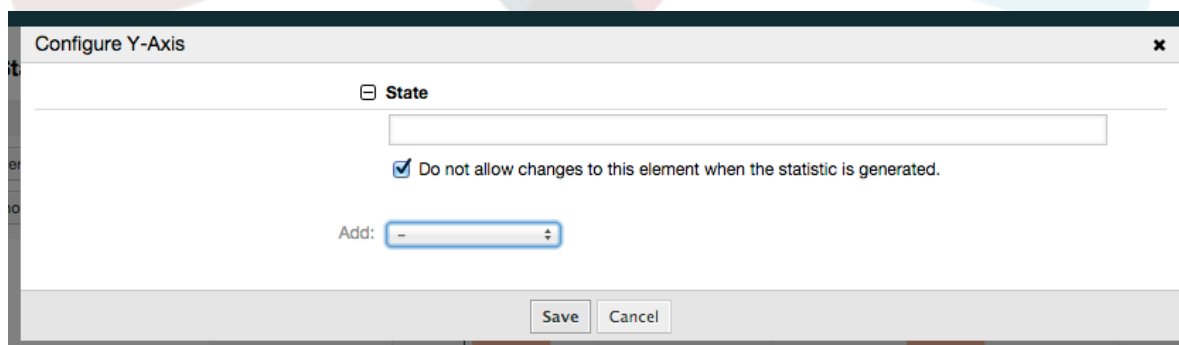 Configure Y-Axis
State
Do not allow changes to this element when the statistic is generated.
Add: –
Save Cancel